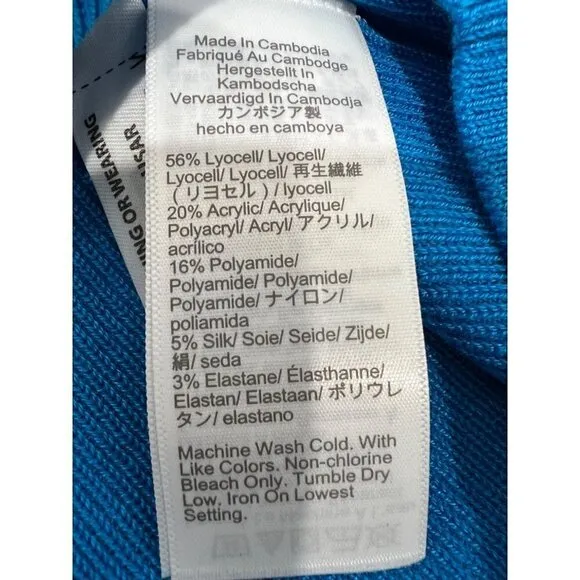 Made In Cambodia
Fabriqué Au Cambodge
Hergestellt In
Kambodscha
Vervaardigd In Cambodja
カンボジア製
hecho en camboya
56% Lyocell/ Lyocell/
Lyocell/ Lyocell/ 再生繊維
(リヨセル)/ lyocell
20% Acrylic/ Acrylique/
Polyacryl/ Acryl/ アクリル/
acrílico
16% Polyamide/
Polyamide/ Polyamide/
Polyamide/ ナイロン/
poliamida
5% Silk/ Soie/ Seide/ Zijde/
絹/ seda
3% Elastane/ Élasthanne/
Elastan/ Elastaan/ ポリウレ
タン/ elastano
Machine Wash Cold. With
Like Colors. Non-chlorine
Bleach Only. Tumble Dry
Low. Iron On Lowest
Setting.
OR WEARING
USAR